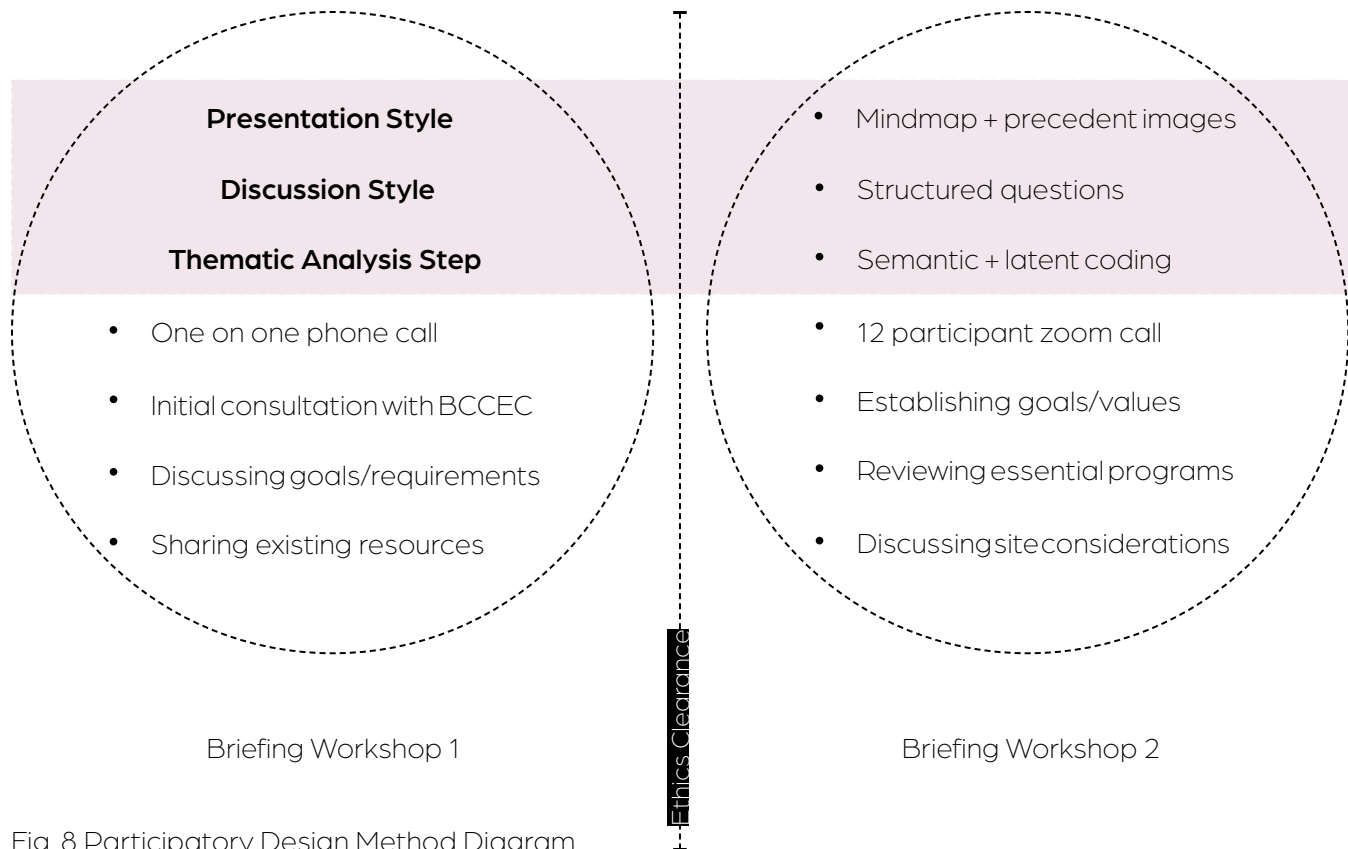 Presentation Style
Discussion Style
Thematic Analysis Step
• One on one phone call
• Initial consultation with BCCEC
• Discussing goals/requirements
• Sharing existing resources
Briefing Workshop 1
Ethics Clearance
• Mindmap + precedent images
• Structured questions
• Semantic + latent coding
• 12 participant zoom call
• Establishing goals/values
• Reviewing essential programs
• Discussing site considerations
Briefing Workshop 2
Fig. 8 Participatory Design Method Diagram